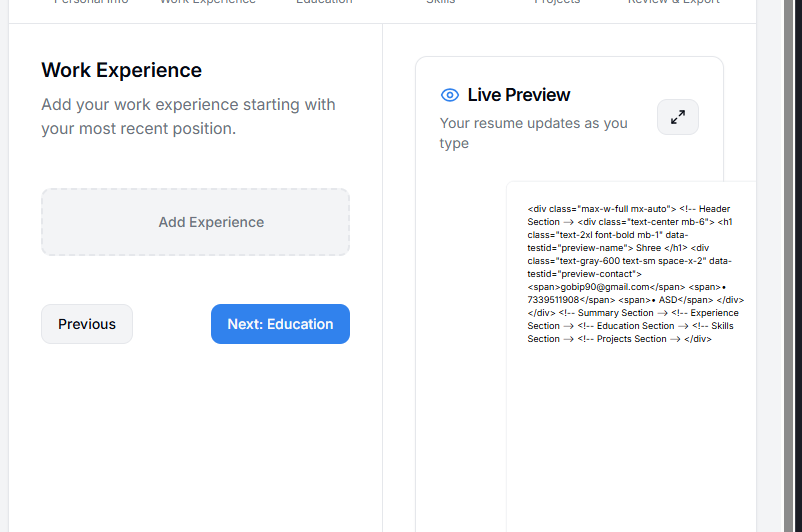 Personal Info Work Experience Education Skills Projects Review & Export
Work Experience
Add your work experience starting with
your most recent position.
Add Experience
Previous
Next: Education
Live Preview
Your resume updates as you
type
<div class="max-w-full mx-auto"> <!-- Header
Section --> <div class="text-center mb-6"> <h1
class="text-2xl font-bold mb-1" data-
testid="preview-name"> Shree </h1> <div
class="text-gray-600 text-sm space-x-2" data-
testid="preview-contact">
<span>gobip90@gmail.com</span> <span>•
7339511908</span> <span>• ASD</span> </div>
</div> <!-- Summary Section --> <!-- Experience
Section --> <!-- Education Section --> <!-- Skills
Section --> <!-- Projects Section --> </div>